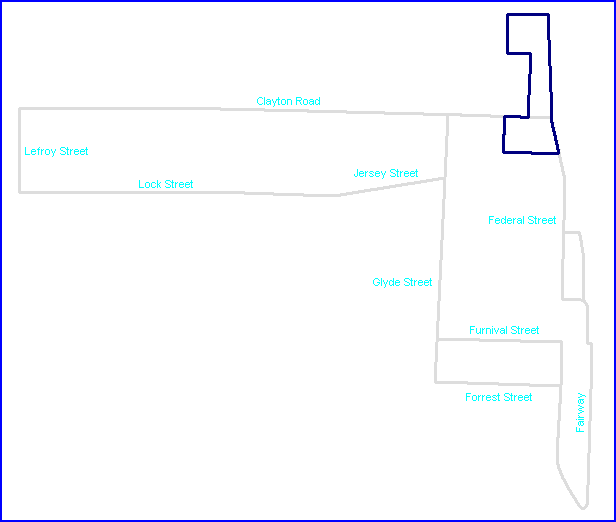 Clayton Road
Lefroy Street
Jersey Street
Lock Street
Federal Street
Glyde Street
Furnival Street
Forrest Street
Fairway